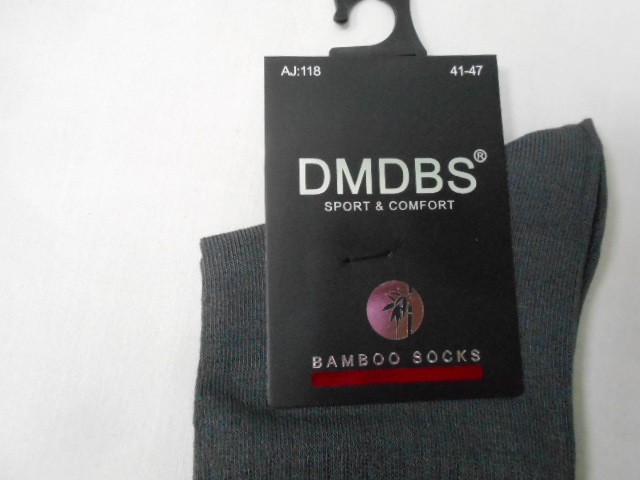 AJ:118 41-47
DMDBS®
SPORT & COMFORT
BAMBOO SOCKS